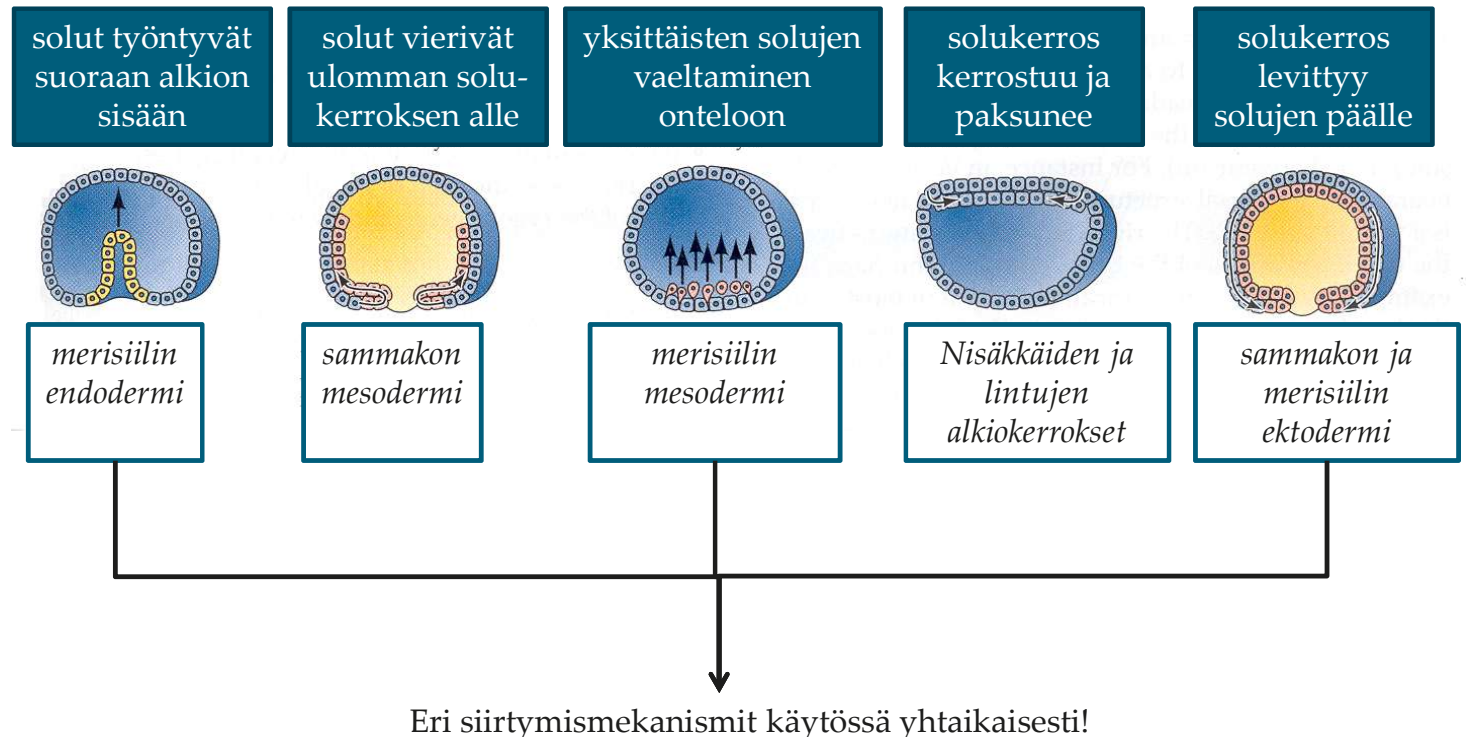 solut työntyvät
suoraan alkion
sisään
solut vierivät
ulomman solu-
kerroksen alle
yksittäisten solujen
vaeltaminen
onteloon
solukerros
kerrostuu ja
paksunee
solukerros
levittyy
solujen päälle
merisiilin
endodermi
sammakon
mesodermi
merisiilin
mesodermi
Nisäkkäiden ja
lintujen
alkiokerrokset
sammakon ja
merisiilin
ektodermi
Eri siirtymismekanismit käytössä yhtaikaisesti!